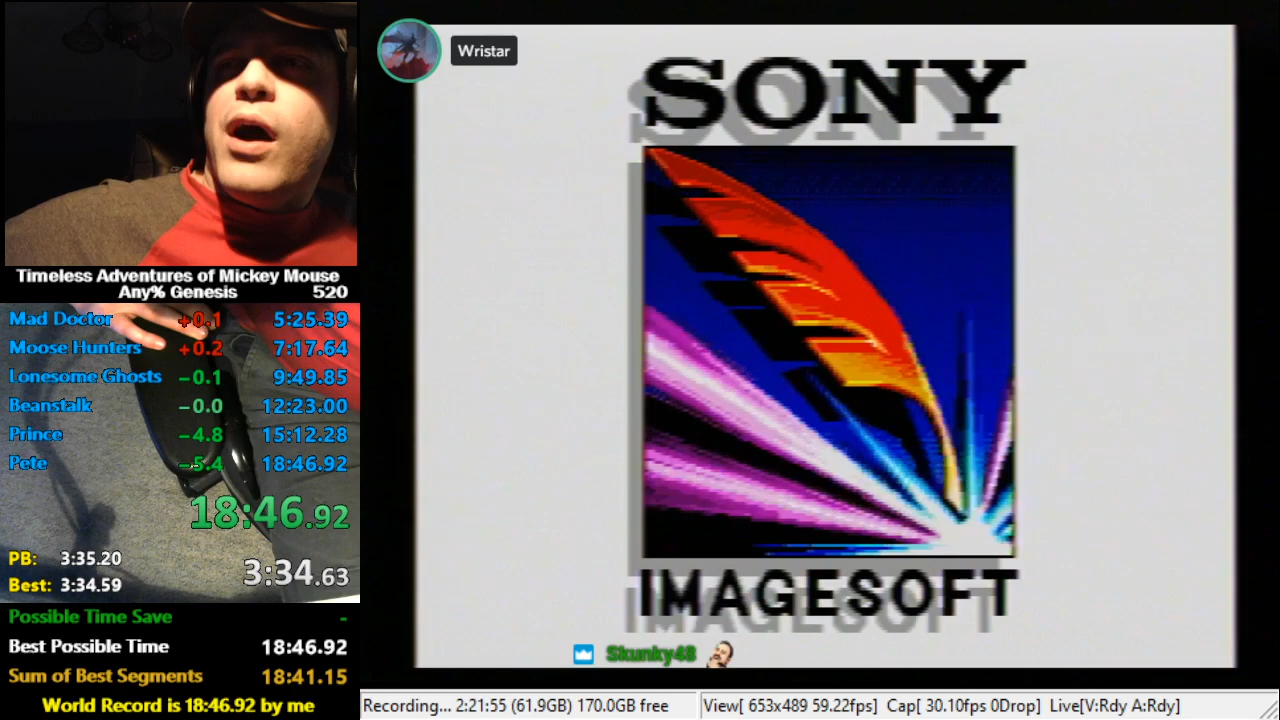 Wristar
SONY
IMAGESOFT
Skunky48
Timeless Adventures of Mickey Mouse
Any% Genesis 520
Mad Doctor +0.1 5:25.39
Moose Hunters +0.2 7:17.64
Lonesome Ghosts -0.1 9:49.85
Beanstalk -0.0 12:23.00
Prince -4.8 15:12.28
Pete -5.4 18:46.92
18:46.92
PB: 3:35.20
Best: 3:34.59
3:34.63
Possible Time Save -
Best Possible Time 18:46.92
Sum of Best Segments 18:41.15
World Record is 18:46.92 by me
Recording... 2:21:55 (61.9GB) 170.0GB free
View[ 653x489 59.22fps] Cap[ 30.10fps 0Drop] Live[V:Rdy A:Rdy]